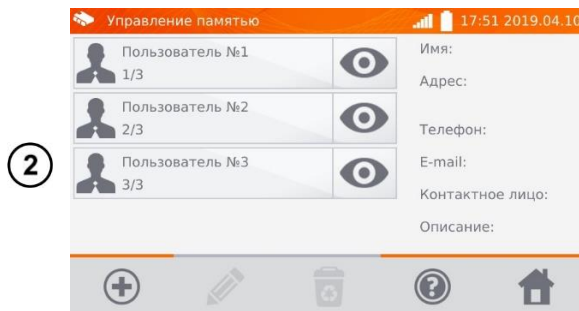 Управление памятью
17:51 2019.04.10
Пользователь №1
1/3
Пользователь №2
2/3
Пользователь №3
3/3
Имя:
Адрес:
Телефон:
E-mail:
Контактное лицо:
Описание:
2